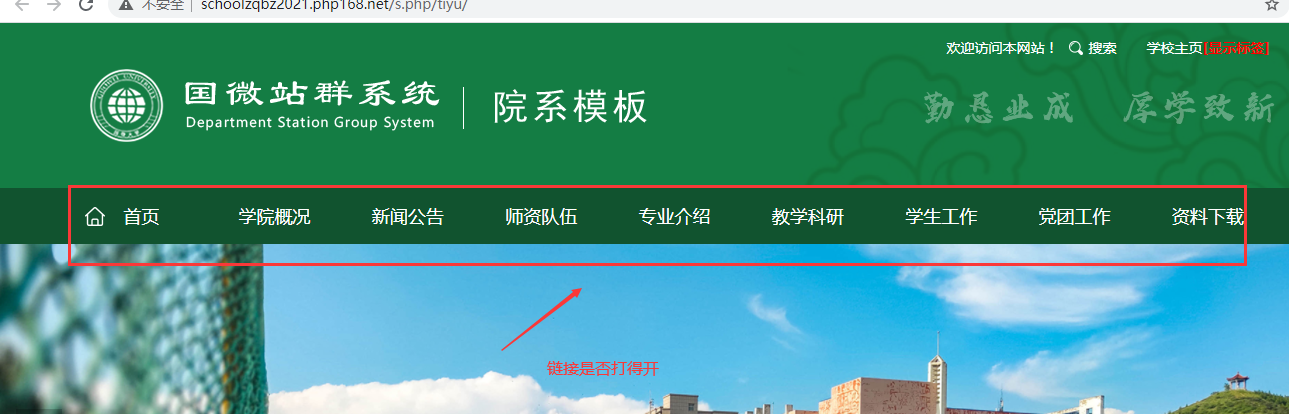 不安全 | schoolzqbz2021.php168.net/s.php/tiyu/
欢迎访问本网站！ 搜索 学校主页[显示标签]
国微站群系统 院系模板
Department Station Group System
勤恳业成 厚学致新
首页 学院概况 新闻公告 师资队伍 专业介绍 教学科研 学生工作 党团工作 资料下载
链接是否打得开